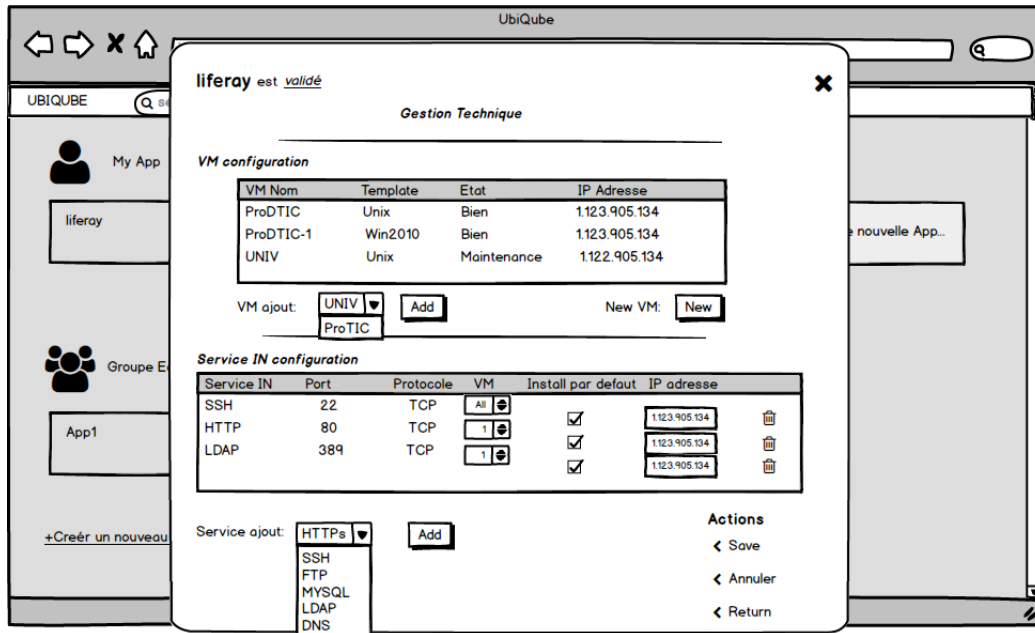 UbiQube
UBIQUBE
liferay est validé
Gestion Technique
My App
liferay
e nouvelle App...
VM configuration
VM Nom Template Etat IP Adresse
ProDTIC Unix Bien 1.123.905.134
ProDTIC-1 Win2010 Bien 1.123.905.134
UNIV Unix Maintenance 1.122.905.134
VM ajout: UNIV Add New VM: New
ProTIC
Groupe
App1
+Creér un nouveau
Service IN configuration
Service IN Port Protocole VM Install par defaut IP adresse
SSH 22 TCP All 1.123.905.134
HTTP 80 TCP 1 1.123.905.134
LDAP 389 TCP 1 1.123.905.134
Service ajout: HTTPs Add
SSH
FTP
MYSQL
LDAP
DNS
Actions
Save
Annuler
Return